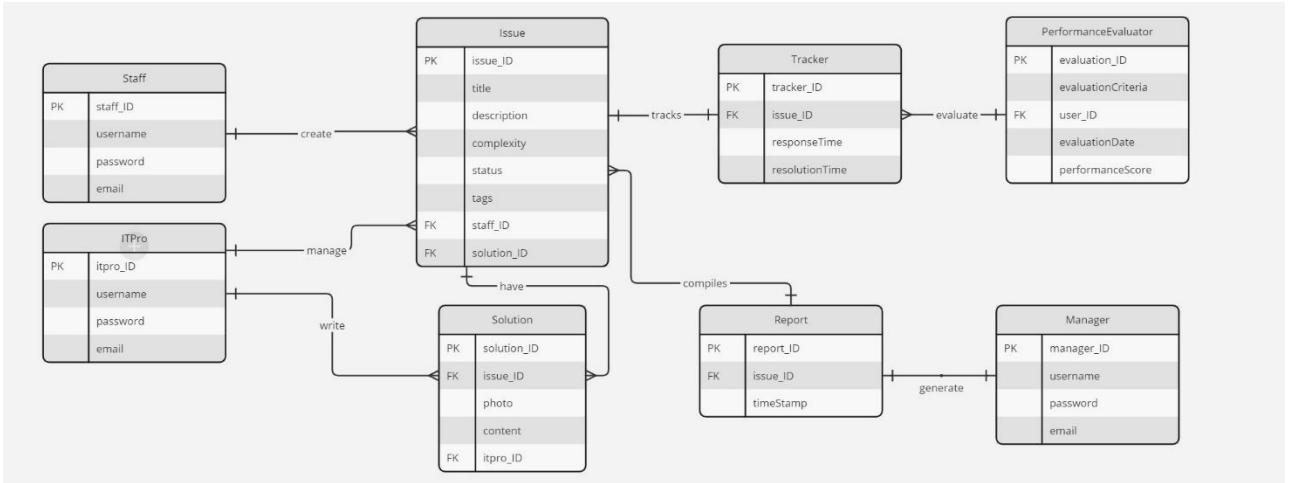 Staff
PK staff_ID
username
password
email
ITPro
PK itpro_ID
username
password
email
create
manage
write
Issue
PK issue_ID
title
description
complexity
status
tags
FK staff_ID
FK solution_ID
have
Solution
PK solution_ID
FK issue_ID
photo
content
FK itpro_ID
tracks
compiles
Tracker
PK tracker_ID
FK issue_ID
responseTime
resolutionTime
evaluate
PerformanceEvaluator
PK evaluation_ID
evaluationCriteria
FK user_ID
evaluationDate
performanceScore
Report
PK report_ID
FK issue_ID
timeStamp
generate
Manager
PK manager_ID
username
password
email